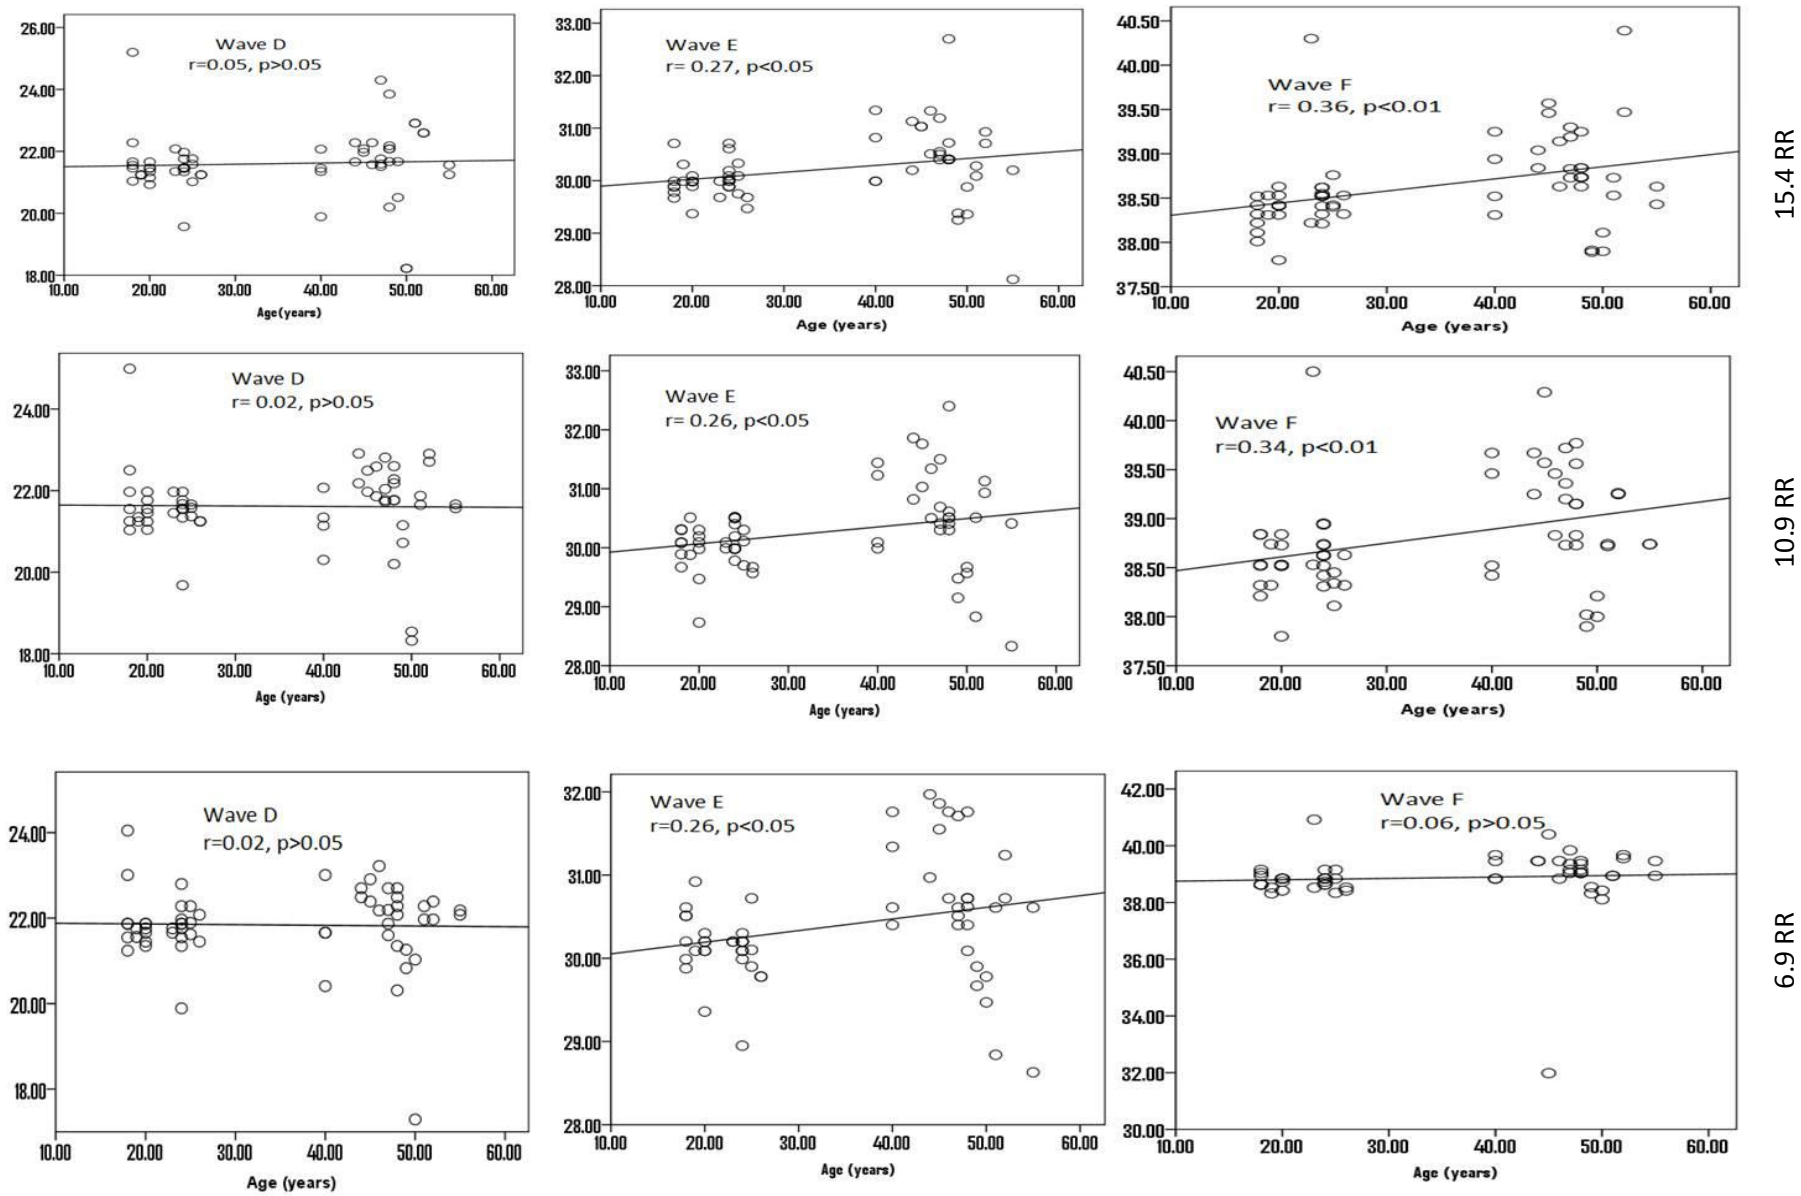 26.00
24.00
22.00
20.00
18.00
10.00 20.00 30.00 40.00 50.00 60.00
Age (years)
Wave D
r=0.05, p>0.05
33.00
32.00
31.00
30.00
29.00
28.00
10.00 20.00 30.00 40.00 50.00 60.00
Age (years)
Wave E
r= 0.27, p<0.05
40.50
40.00
39.50
39.00
38.50
38.00
37.50
10.00 20.00 30.00 40.00 50.00 60.00
Age (years)
Wave F
r= 0.36, p<0.01
15.4 RR
24.00
22.00
20.00
18.00
10.00 20.00 30.00 40.00 50.00 60.00
Age (years)
Wave D
r= 0.02, p>0.05
33.00
32.00
31.00
30.00
29.00
28.00
10.00 20.00 30.00 40.00 50.00 60.00
Age (years)
Wave E
r= 0.26, p<0.05
40.50
40.00
39.50
39.00
38.50
38.00
37.50
10.00 20.00 30.00 40.00 50.00 60.00
Age (years)
Wave F
r=0.34, p<0.01
10.9 RR
24.00
22.00
20.00
18.00
10.00 20.00 30.00 40.00 50.00 60.00
Age (years)
Wave D
r=0.02, p>0.05
32.00
31.00
30.00
29.00
28.00
10.00 20.00 30.00 40.00 50.00 60.00
Age (years)
Wave E
r=0.26, p<0.05
42.00
40.00
38.00
36.00
34.00
32.00
30.00
10.00 20.00 30.00 40.00 50.00 60.00
Age (years)
Wave F
r=0.06, p>0.05
6.9 RR